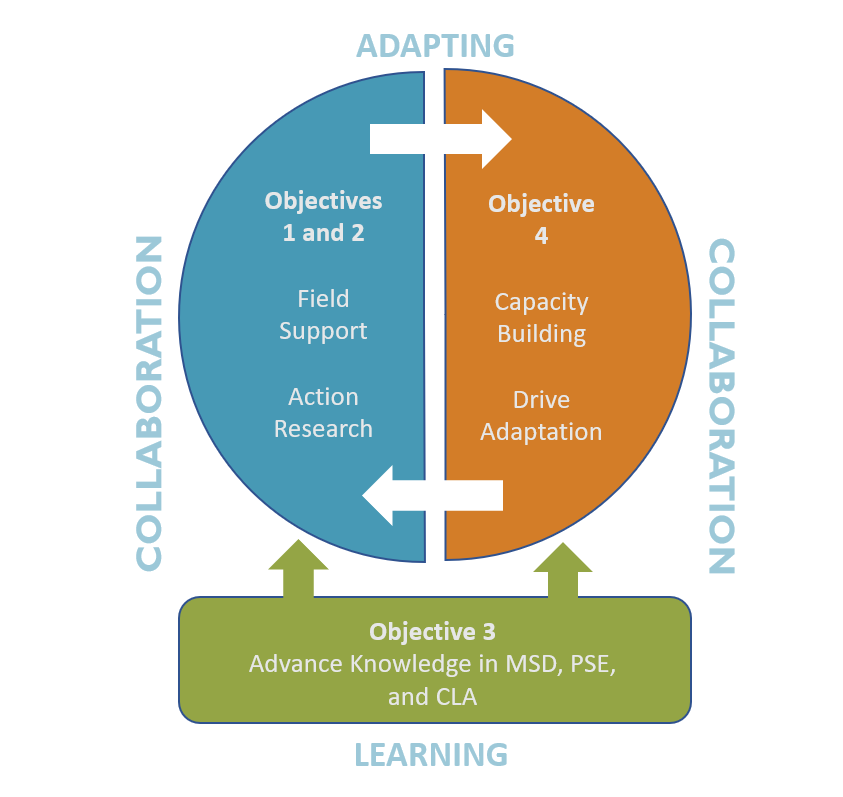 ADAPTING
COLLABORATION
Objectives
1 and 2
Field
Support
Action
Research
Objective
4
Capacity
Building
Drive
Adaptation
COLLABORATION
Objective 3
Advance Knowledge in MSD, PSE,
and CLA
LEARNING